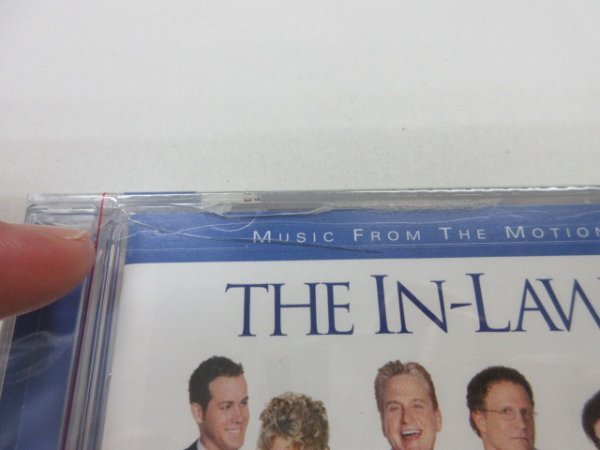 MUSIC FROM THE MOTION
THE IN-LAW